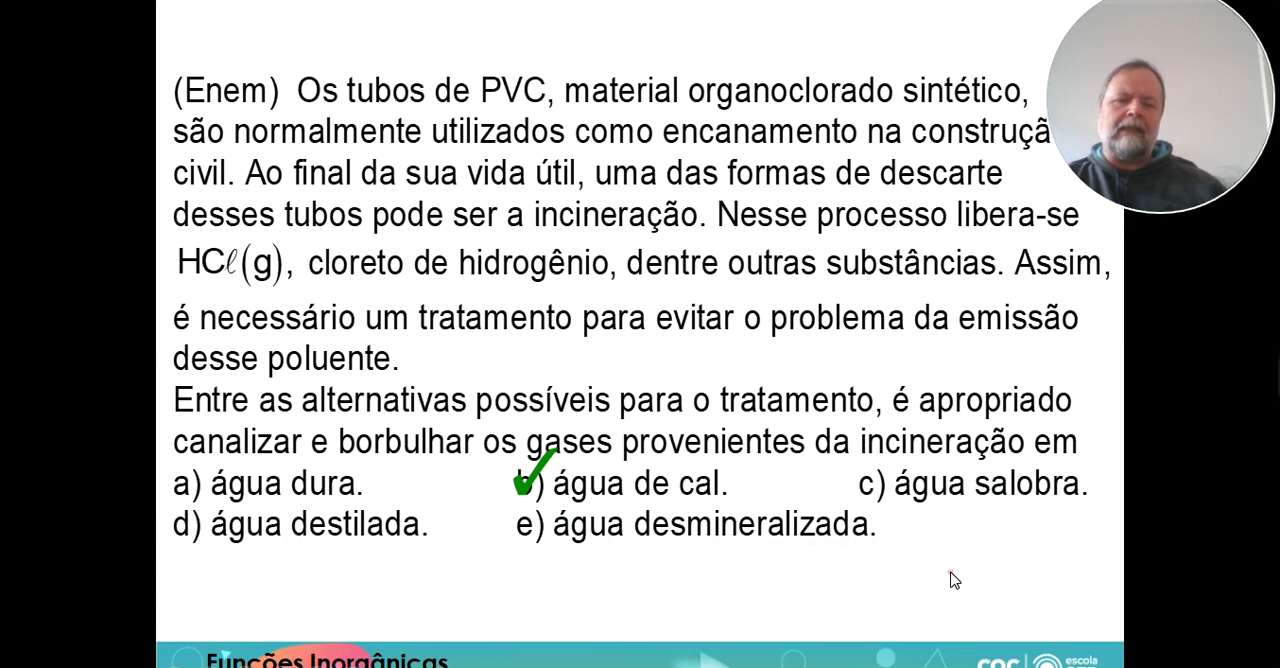 (Enem) Os tubos de PVC, material organoclorado sintético,
são normalmente utilizados como encanamento na construçã
civil. Ao final da sua vida útil, uma das formas de descarte
desses tubos pode ser a incineração. Nesse processo libera-se
HCℓ(g), cloreto de hidrogênio, dentre outras substâncias. Assim,
é necessário um tratamento para evitar o problema da emissão
desse poluente.
Entre as alternativas possíveis para o tratamento, é apropriado
canalizar e borbulhar os gases provenientes da incineração em
a) água dura. b) água de cal. c) água salobra.
d) água destilada. e) água desmineralizada.
Funções Inorgânicas
escola